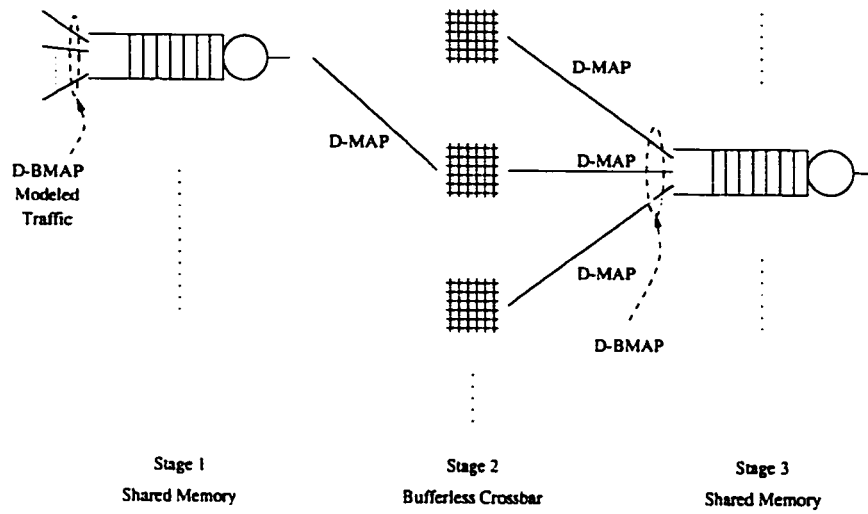 D-MAP
D-MAP
D-MAP
D-BMAP
Modeled
Traffic
D-MAP
D-BMAP
Stage 1
Shared Memory
Stage 2
Bufferless Crossbar
Stage 3
Shared Memory